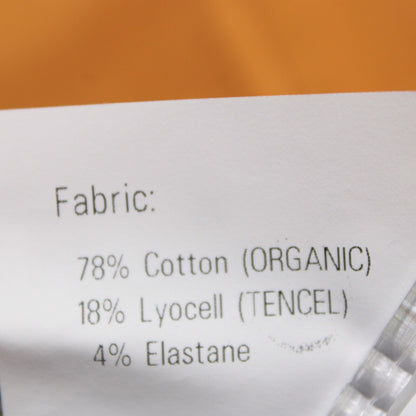 Fabric:
78% Cotton (ORGANIC)
18% Lyocell (TENCEL)
4% Elastane